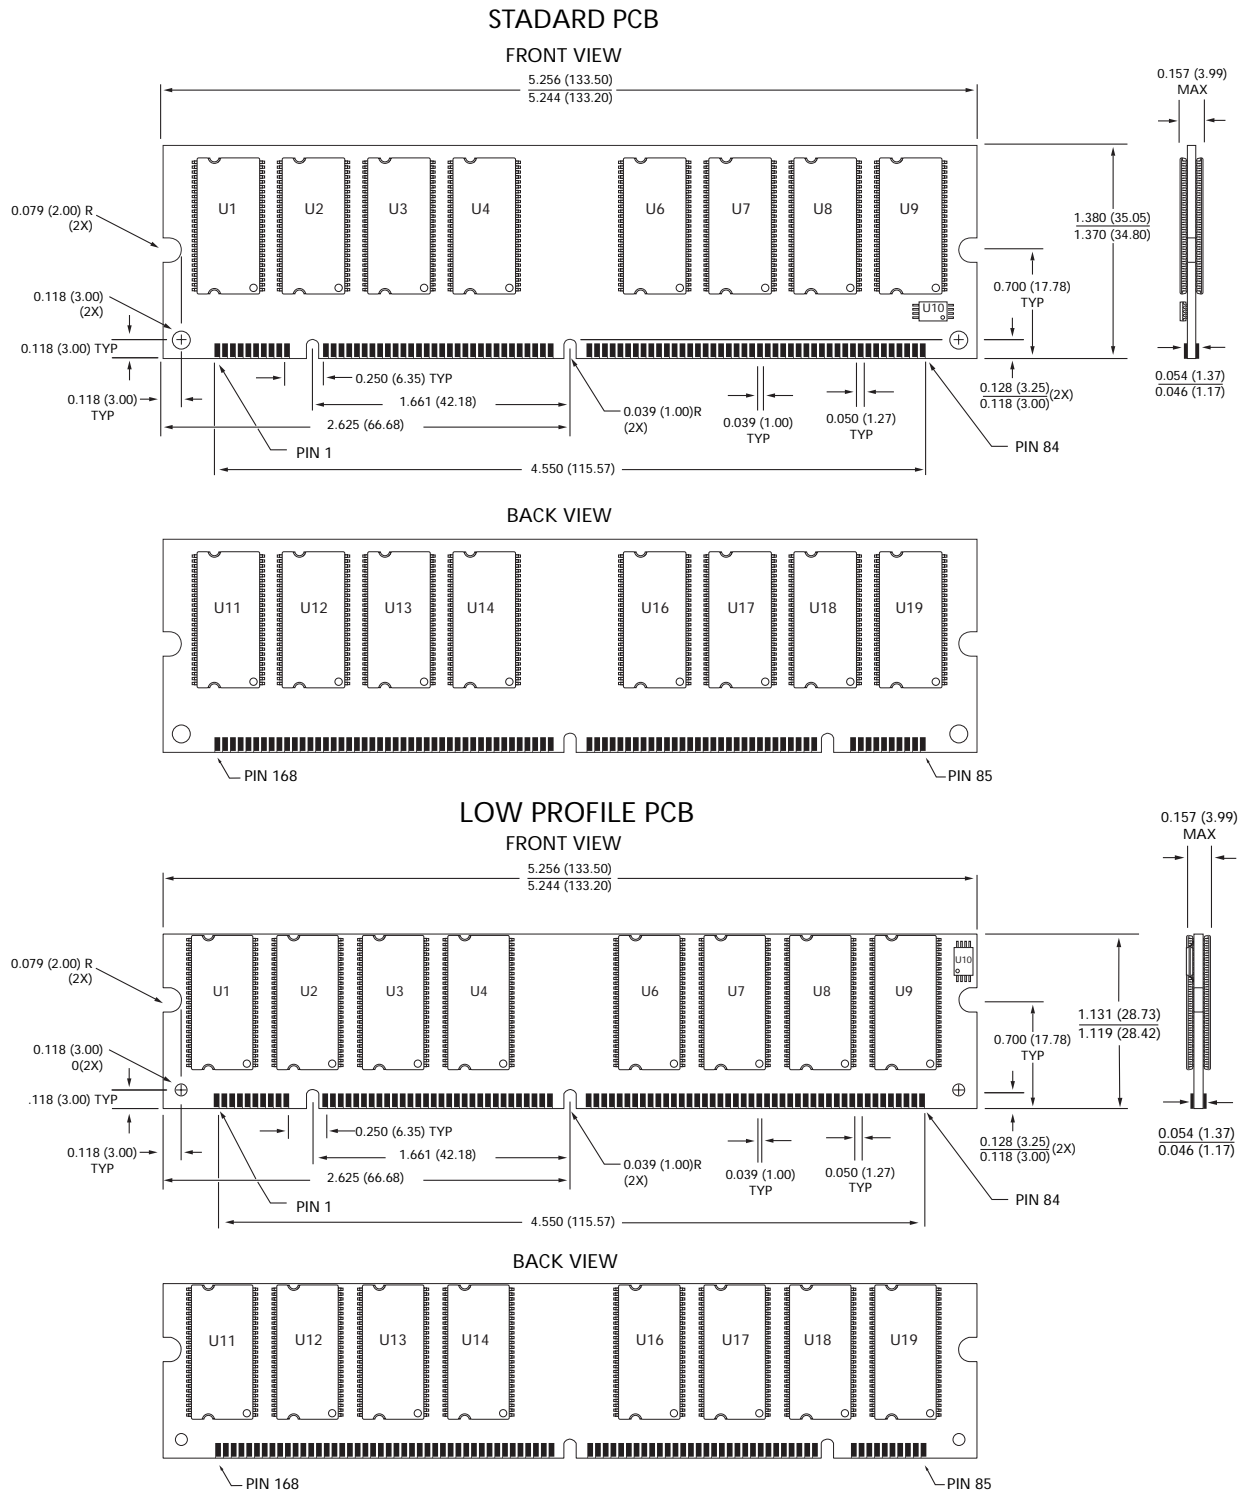 STADARD PCB
FRONT VIEW
5.256 (133.50)
5.244 (133.20)
0.157 (3.99)
MAX
U1
U2
U3
U4
U6
U7
U8
U9
0.079 (2.00) R
(2X)
1.380 (35.05)
1.370 (34.80)
0.118 (3.00)
(2X)
0.700 (17.78)
TYP
U10
0.118 (3.00) TYP
0.118 (3.00)
TYP
0.250 (6.35) TYP
1.661 (42.18)
2.625 (66.68)
0.039 (1.00)R
(2X)
0.039 (1.00)
TYP
0.050 (1.27)
TYP
0.128 (3.25)
0.118 (3.00)
(2X)
0.054 (1.37)
0.046 (1.17)
PIN 1
PIN 84
4.550 (115.57)
BACK VIEW
U11
U12
U13
U14
U16
U17
U18
U19
PIN 168
PIN 85
LOW PROFILE PCB
FRONT VIEW
5.256 (133.50)
5.244 (133.20)
0.157 (3.99)
MAX
0.079 (2.00) R
(2X)
U1
U2
U3
U4
U6
U7
U8
U9
U10
1.131 (28.73)
1.119 (28.42)
0.118 (3.00)
0(2X)
0.700 (17.78)
TYP
.118 (3.00) TYP
0.118 (3.00)
TYP
0.250 (6.35) TYP
1.661 (42.18)
2.625 (66.68)
0.039 (1.00)R
(2X)
0.039 (1.00)
TYP
0.050 (1.27)
TYP
0.128 (3.25)
0.118 (3.00)
(2X)
0.054 (1.37)
0.046 (1.17)
PIN 1
PIN 84
4.550 (115.57)
BACK VIEW
U11
U12
U13
U14
U16
U17
U18
U19
PIN 168
PIN 85